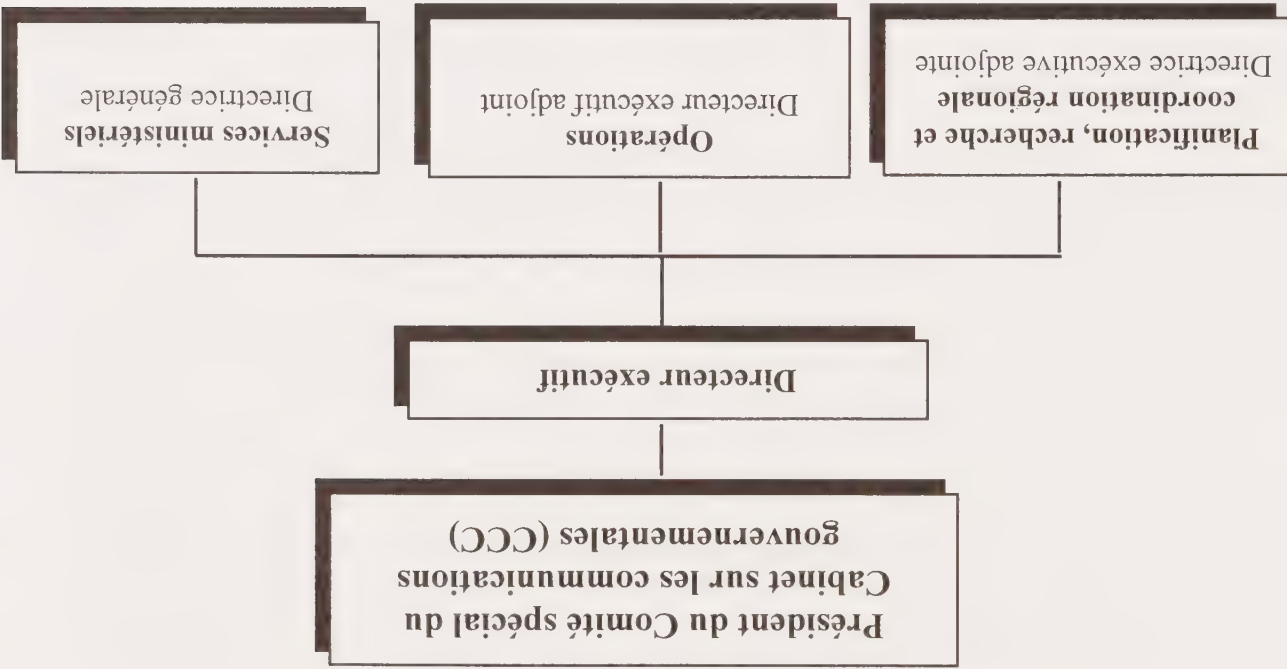 Président du Comité spécial du
Cabinet sur les communications
gouvernementales (CCC)
Directeur exécutif
Planification, recherche et
coordination régionale
Directrice exécutive adjointe
Opérations
Directeur exécutif adjoint
Services ministériels
Directrice générale